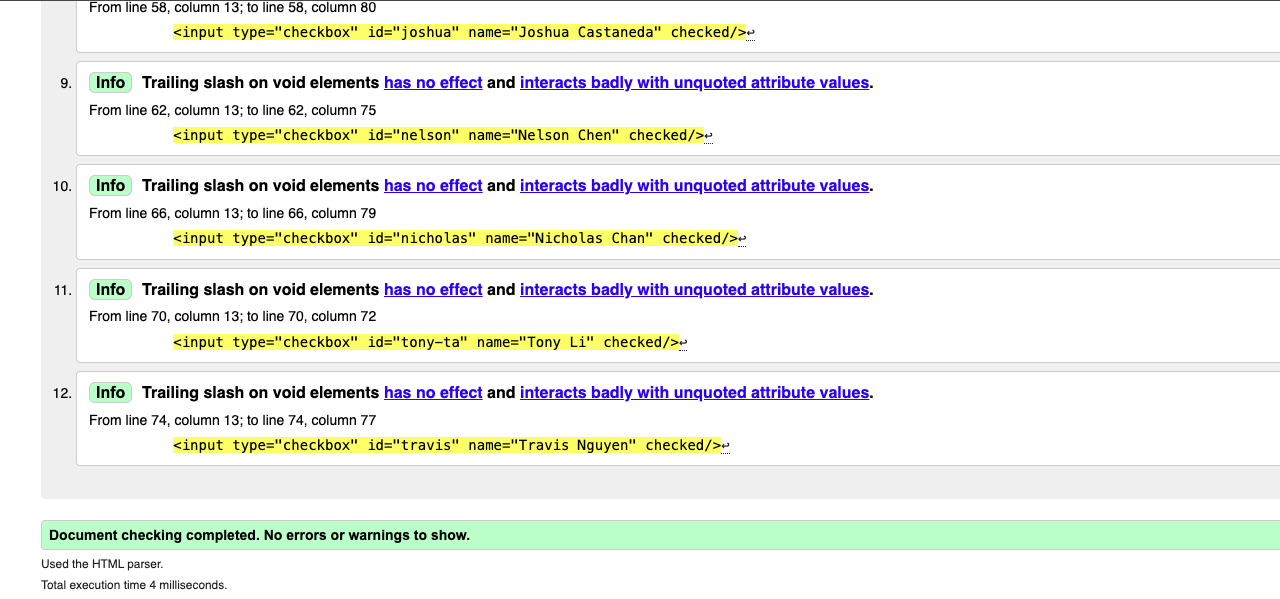 From line 58, column 13; to line 58, column 80
<input type="checkbox" id="joshua" name="Joshua Castaneda" checked/>↩
9. Info Trailing slash on void elements has no effect and interacts badly with unquoted attribute values.
From line 62, column 13; to line 62, column 75
<input type="checkbox" id="nelson" name="Nelson Chen" checked/>↩
10. Info Trailing slash on void elements has no effect and interacts badly with unquoted attribute values.
From line 66, column 13; to line 66, column 79
<input type="checkbox" id="nicholas" name="Nicholas Chan" checked/>↩
11. Info Trailing slash on void elements has no effect and interacts badly with unquoted attribute values.
From line 70, column 13; to line 70, column 72
<input type="checkbox" id="tony-ta" name="Tony Li" checked/>↩
12. Info Trailing slash on void elements has no effect and interacts badly with unquoted attribute values.
From line 74, column 13; to line 74, column 77
<input type="checkbox" id="travis" name="Travis Nguyen" checked/>↩
Document checking completed. No errors or warnings to show.
Used the HTML parser.
Total execution time 4 milliseconds.